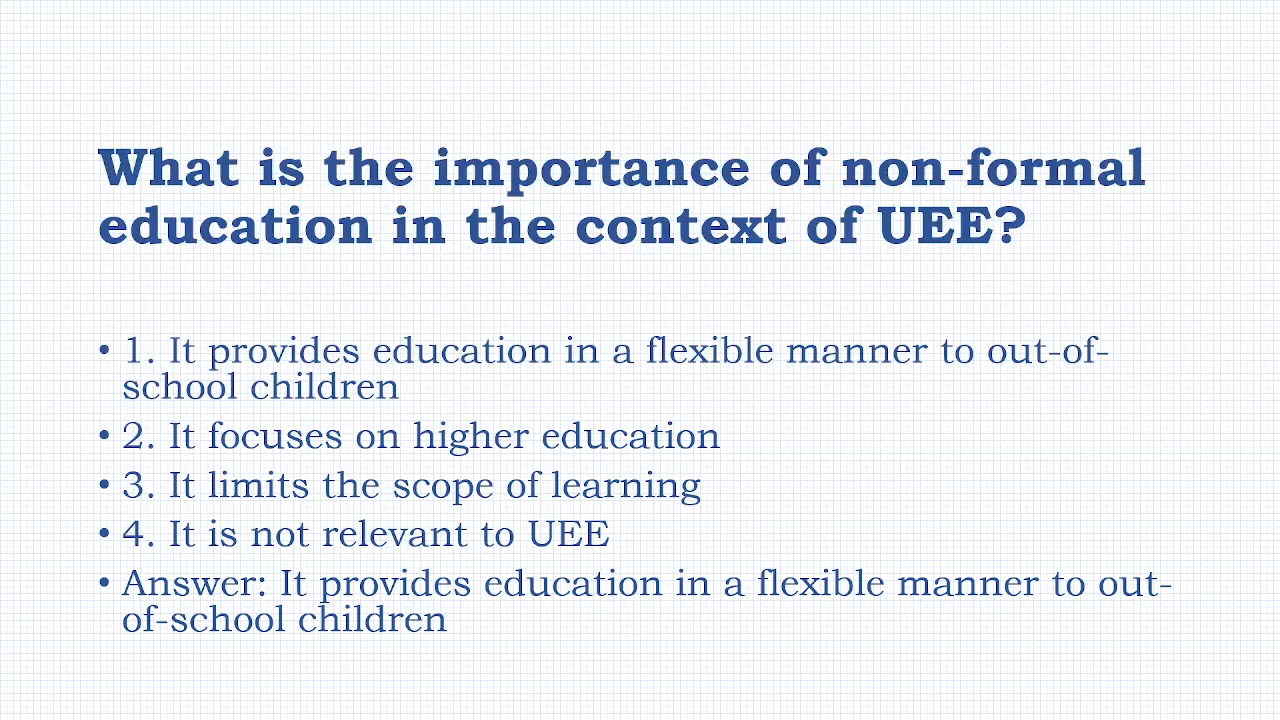 What is the importance of non-formal
education in the context of UEE?
• 1. It provides education in a flexible manner to out-of-
school children
• 2. It focuses on higher education
• 3. It limits the scope of learning
• 4. It is not relevant to UEE
• Answer: It provides education in a flexible manner to out-
of-school children